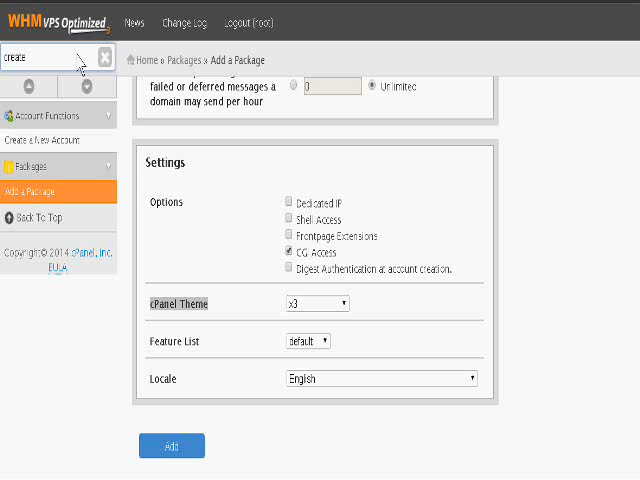 WHM VPS Optimized 3 News Change Log Logout (root)
create
Home » Packages » Add a Package
failed or deferred messages a
domain may send per hour
0 Unlimited
Account Functions
Create a New Account
Packages
Add a Package
Back To Top
Copyright© 2014 cPanel, Inc.
EULA
Settings
Options
Dedicated IP
Shell Access
Frontpage Extensions
CGI Access
Digest Authentication at account creation.
cPanel Theme x3
Feature List default
Locale English
Add